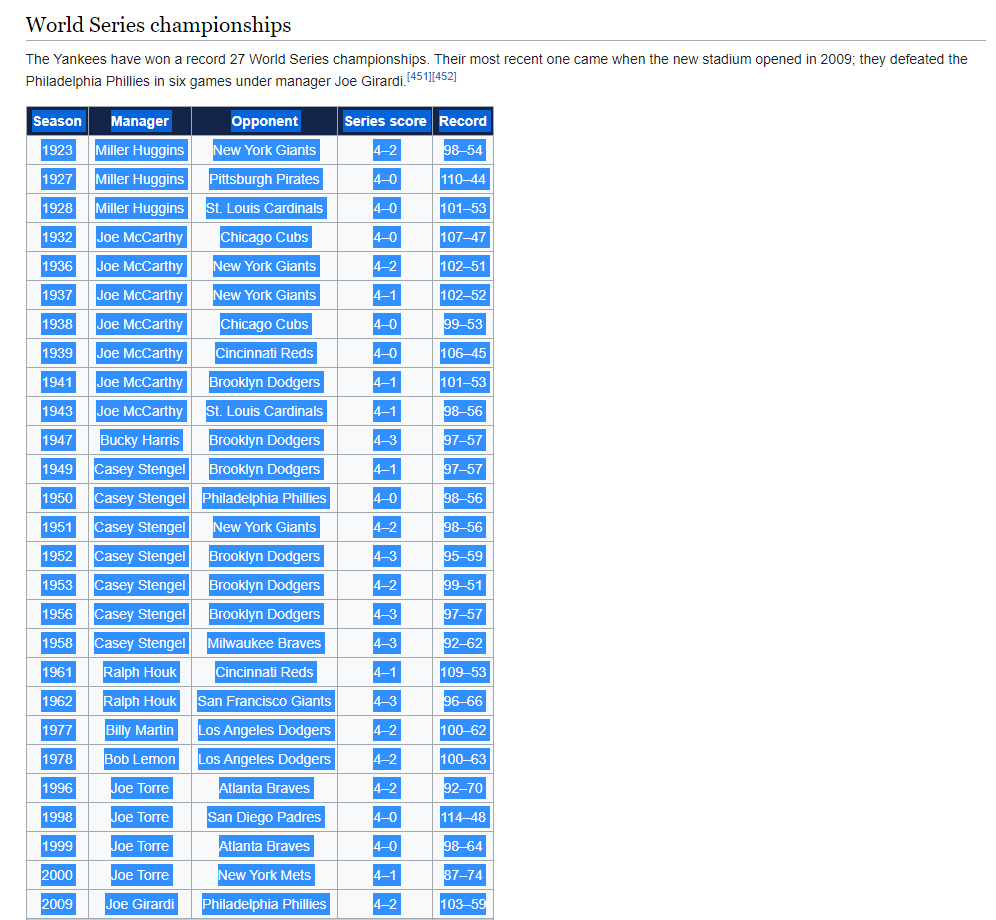 World Series championships
The Yankees have won a record 27 World Series championships. Their most recent one came when the new stadium opened in 2009; they defeated the
Philadelphia Phillies in six games under manager Joe Girardi.[451][452]
Season Manager Opponent Series score Record
1923 Miller Huggins New York Giants 4–2 98–54
1927 Miller Huggins Pittsburgh Pirates 4–0 110–44
1928 Miller Huggins St. Louis Cardinals 4–0 101–53
1932 Joe McCarthy Chicago Cubs 4–0 107–47
1936 Joe McCarthy New York Giants 4–2 102–51
1937 Joe McCarthy New York Giants 4–1 102–52
1938 Joe McCarthy Chicago Cubs 4–0 99–53
1939 Joe McCarthy Cincinnati Reds 4–0 106–45
1941 Joe McCarthy Brooklyn Dodgers 4–1 101–53
1943 Joe McCarthy St. Louis Cardinals 4–1 98–56
1947 Bucky Harris Brooklyn Dodgers 4–3 97–57
1949 Casey Stengel Brooklyn Dodgers 4–1 97–57
1950 Casey Stengel Philadelphia Phillies 4–0 98–56
1951 Casey Stengel New York Giants 4–2 98–56
1952 Casey Stengel Brooklyn Dodgers 4–3 95–59
1953 Casey Stengel Brooklyn Dodgers 4–2 99–51
1956 Casey Stengel Brooklyn Dodgers 4–3 97–57
1958 Casey Stengel Milwaukee Braves 4–3 92–62
1961 Ralph Houk Cincinnati Reds 4–1 109–53
1962 Ralph Houk San Francisco Giants 4–3 96–66
1977 Billy Martin Los Angeles Dodgers 4–2 100–62
1978 Bob Lemon Los Angeles Dodgers 4–2 100–63
1996 Joe Torre Atlanta Braves 4–2 92–70
1998 Joe Torre San Diego Padres 4–0 114–48
1999 Joe Torre Atlanta Braves 4–0 98–64
2000 Joe Torre New York Mets 4–1 87–74
2009 Joe Girardi Philadelphia Phillies 4–2 103–59